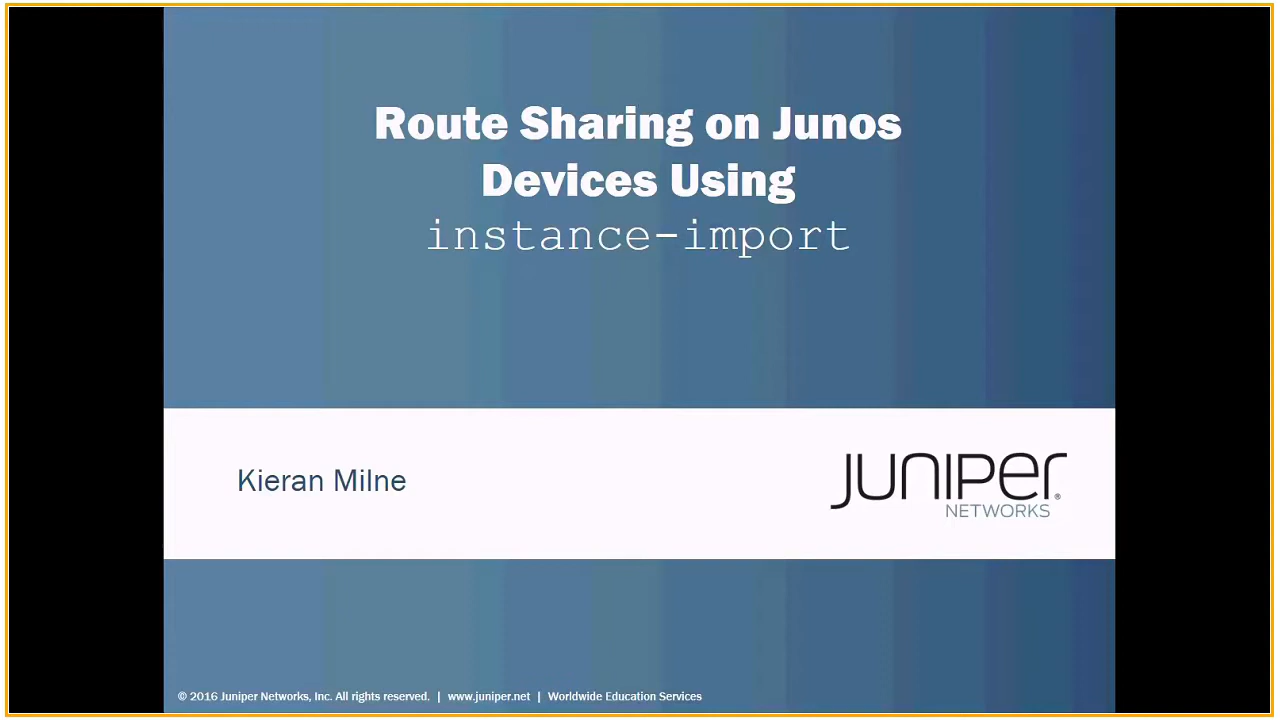 Route Sharing on Junos
Devices Using
instance-import
Kieran Milne
JUNIPEr®
NETWORKS
© 2016 Juniper Networks, Inc. All rights reserved. | www.juniper.net | Worldwide Education Services